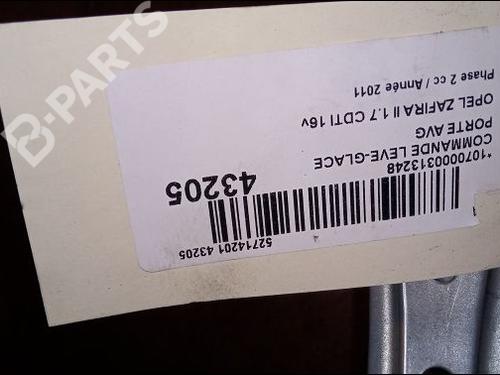 52714201 43205
43205
*1070000313248
COMMANDE LEVE-GLACE
PORTE AVG
OPEL ZAFIRA II 1.7 CDTI 16v
Phase 2 cc / Année 2011
B-PARTS